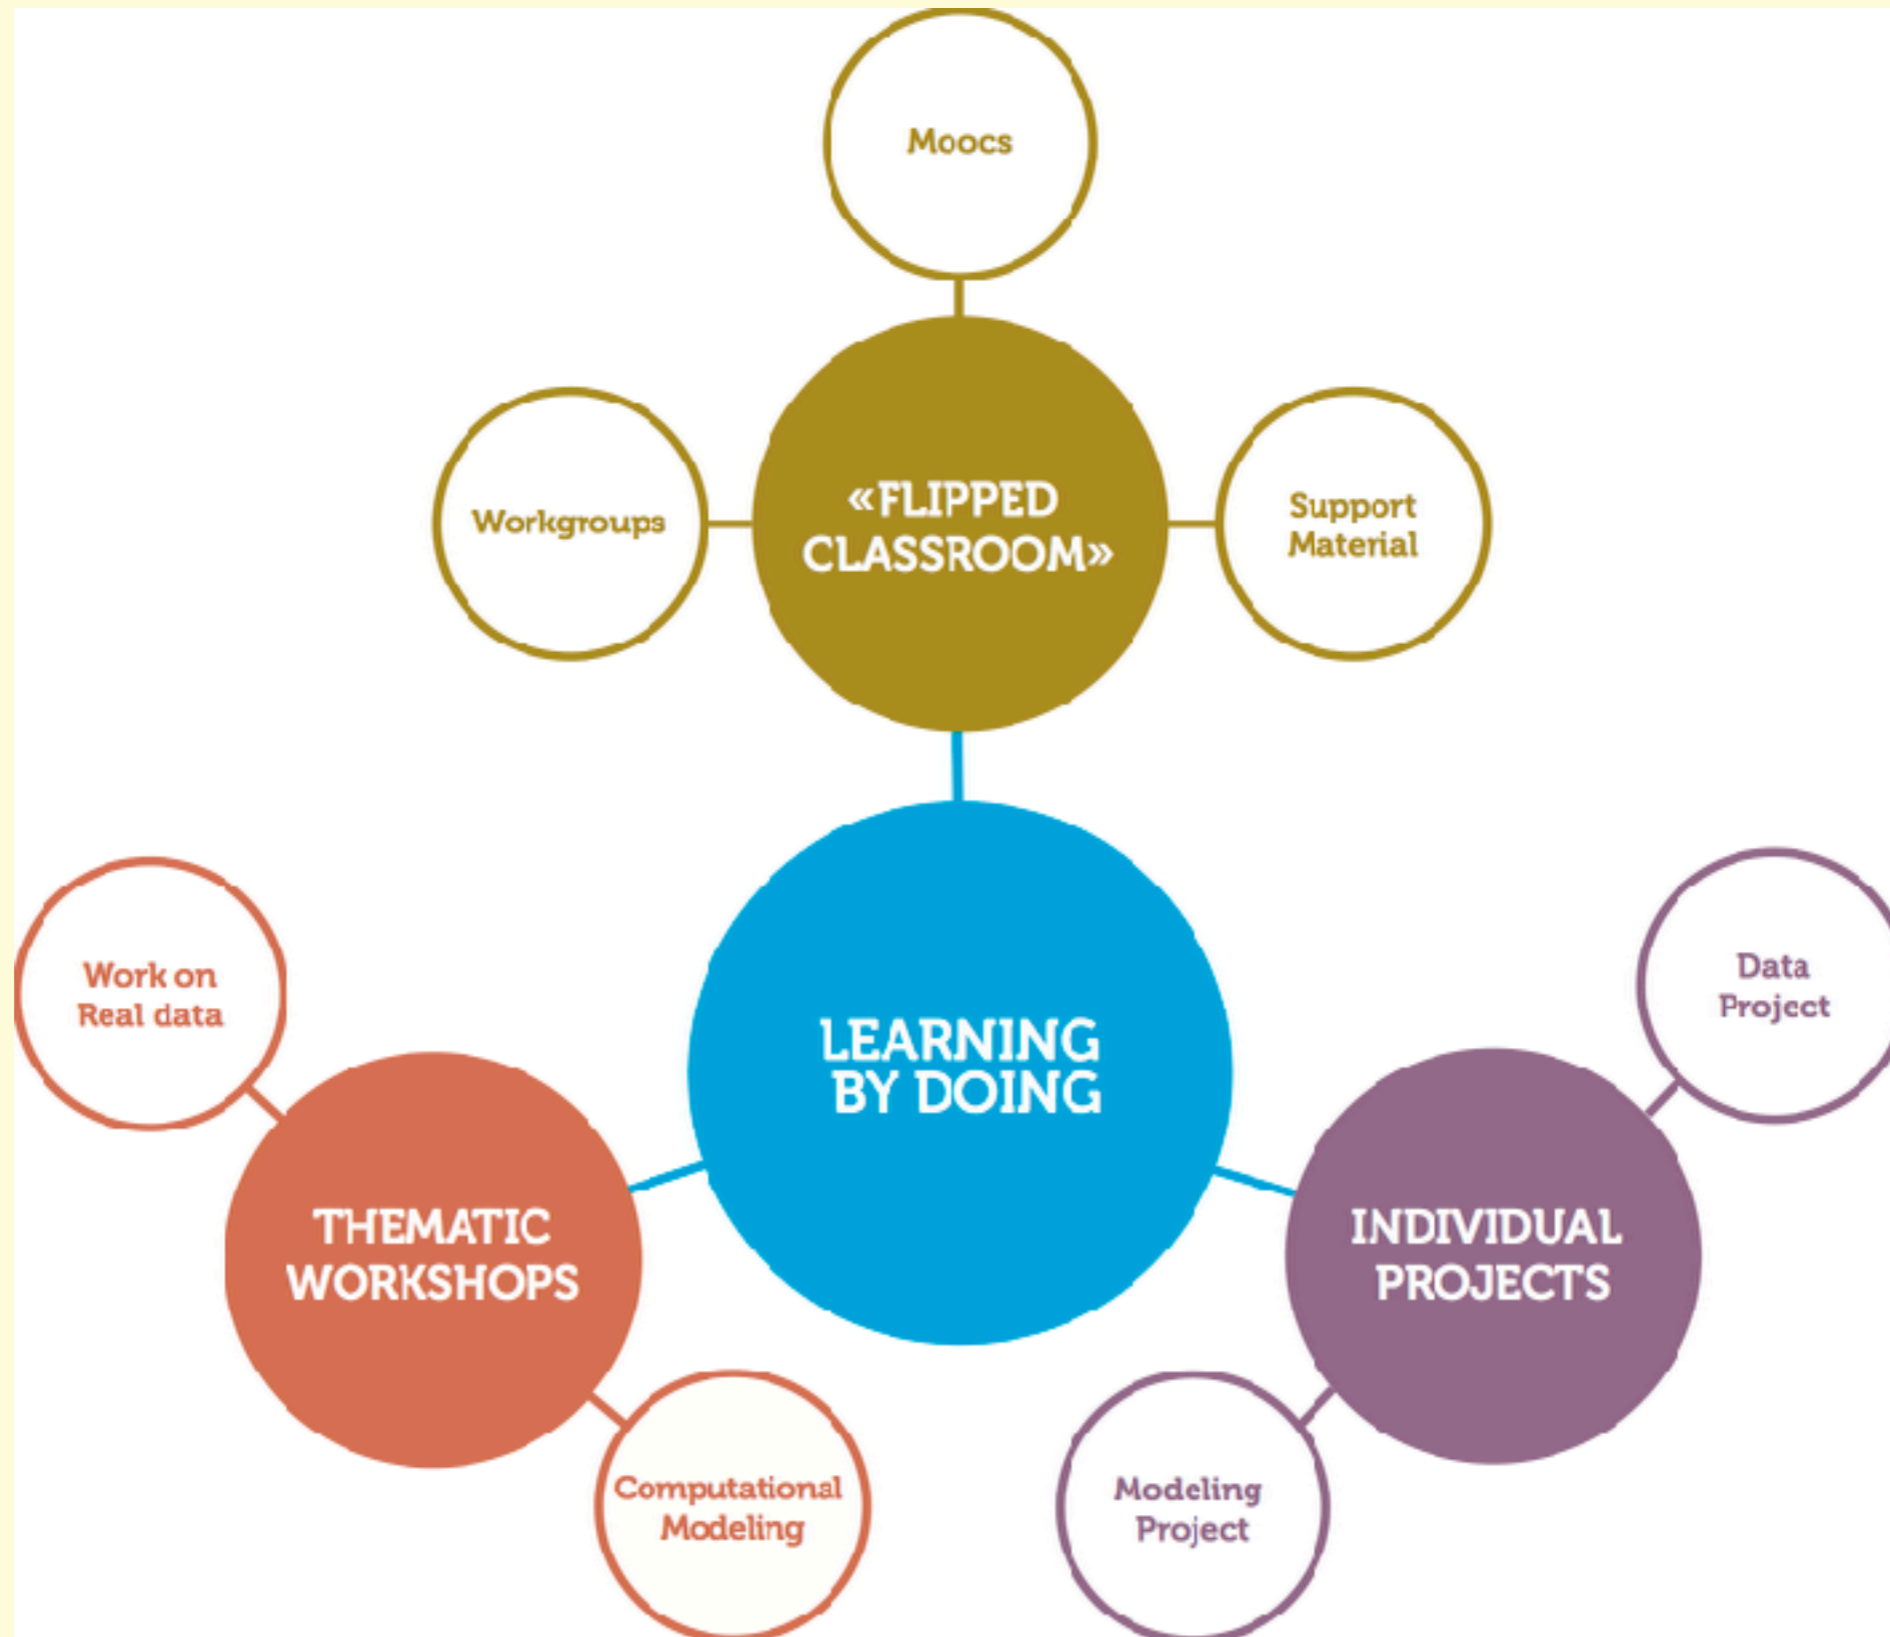 Moocs
Workgroups
«FLIPPED
CLASSROOM»
Support
Material
Work on
Real data
LEARNING
BY DOING
Data
Project
THEMATIC
WORKSHOPS
INDIVIDUAL
PROJECTS
Computational
Modeling
Modeling
Project